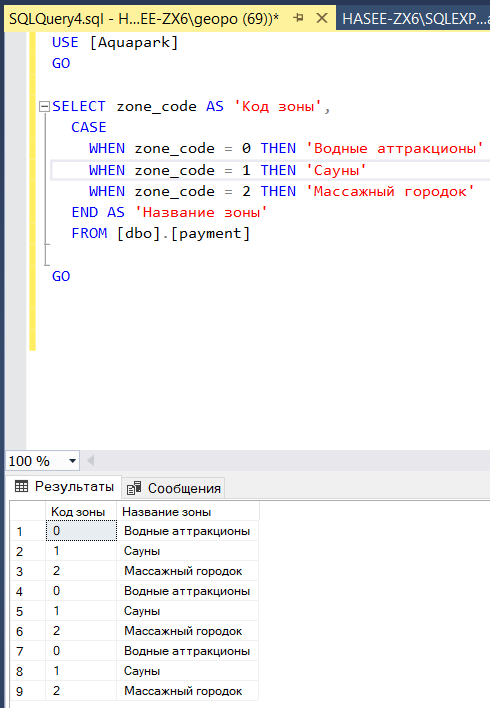 SQLQuery4.sql - H...EE-ZX6\geopo (69))* HASEE-ZX6\SQLEXP...
USE [Aquapark]
GO
SELECT zone_code AS 'Код зоны',
CASE
WHEN zone_code = 0 THEN 'Водные аттракционы'
WHEN zone_code = 1 THEN 'Сауны'
WHEN zone_code = 2 THEN 'Массажный городок'
END AS 'Название зоны'
FROM [dbo].[payment]
GO
100 %
Результаты Сообщения
Код зоны Название зоны
1 0 Водные аттракционы
2 1 Сауны
3 2 Массажный городок
4 0 Водные аттракционы
5 1 Сауны
6 2 Массажный городок
7 0 Водные аттракционы
8 1 Сауны
9 2 Массажный городок